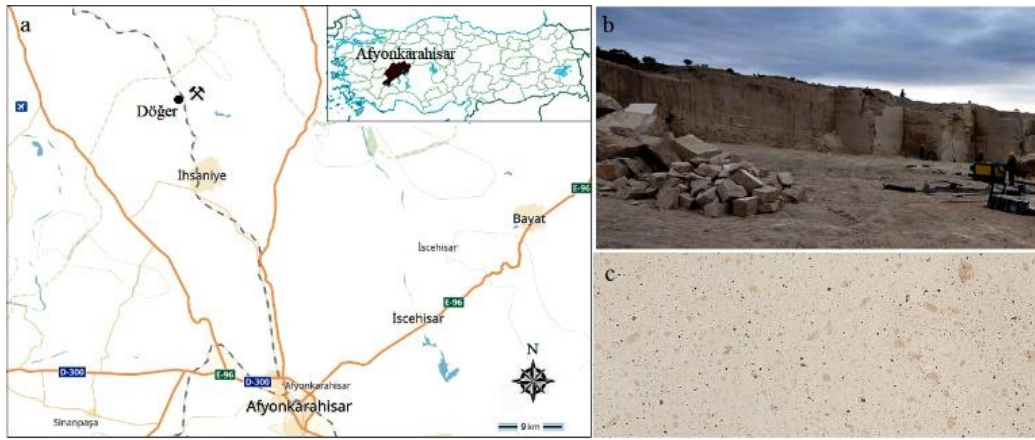 a
Afyonkarahisar
Döğer
İhsaniye
Bayat
E-96
İscehisar
E-96
İscehisar
N
D-300
E-96
D-300
Afyonkarahisar
Afyonkarahisar
Sinanpaşa
9 km
b
c